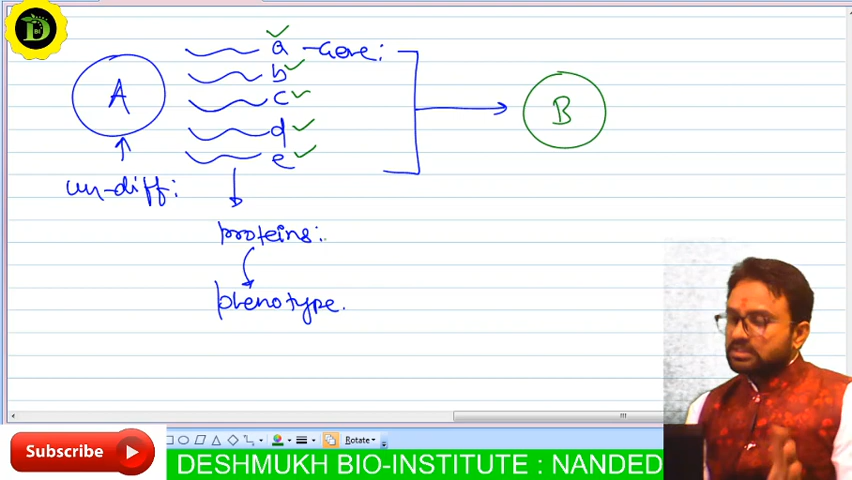 a - Gene:
b
A
c
B
d
e
un-diff:
proteins:
phenotype.
Rotate
Subscribe
DESHMUKH BIO-INSTITUTE : NANDED